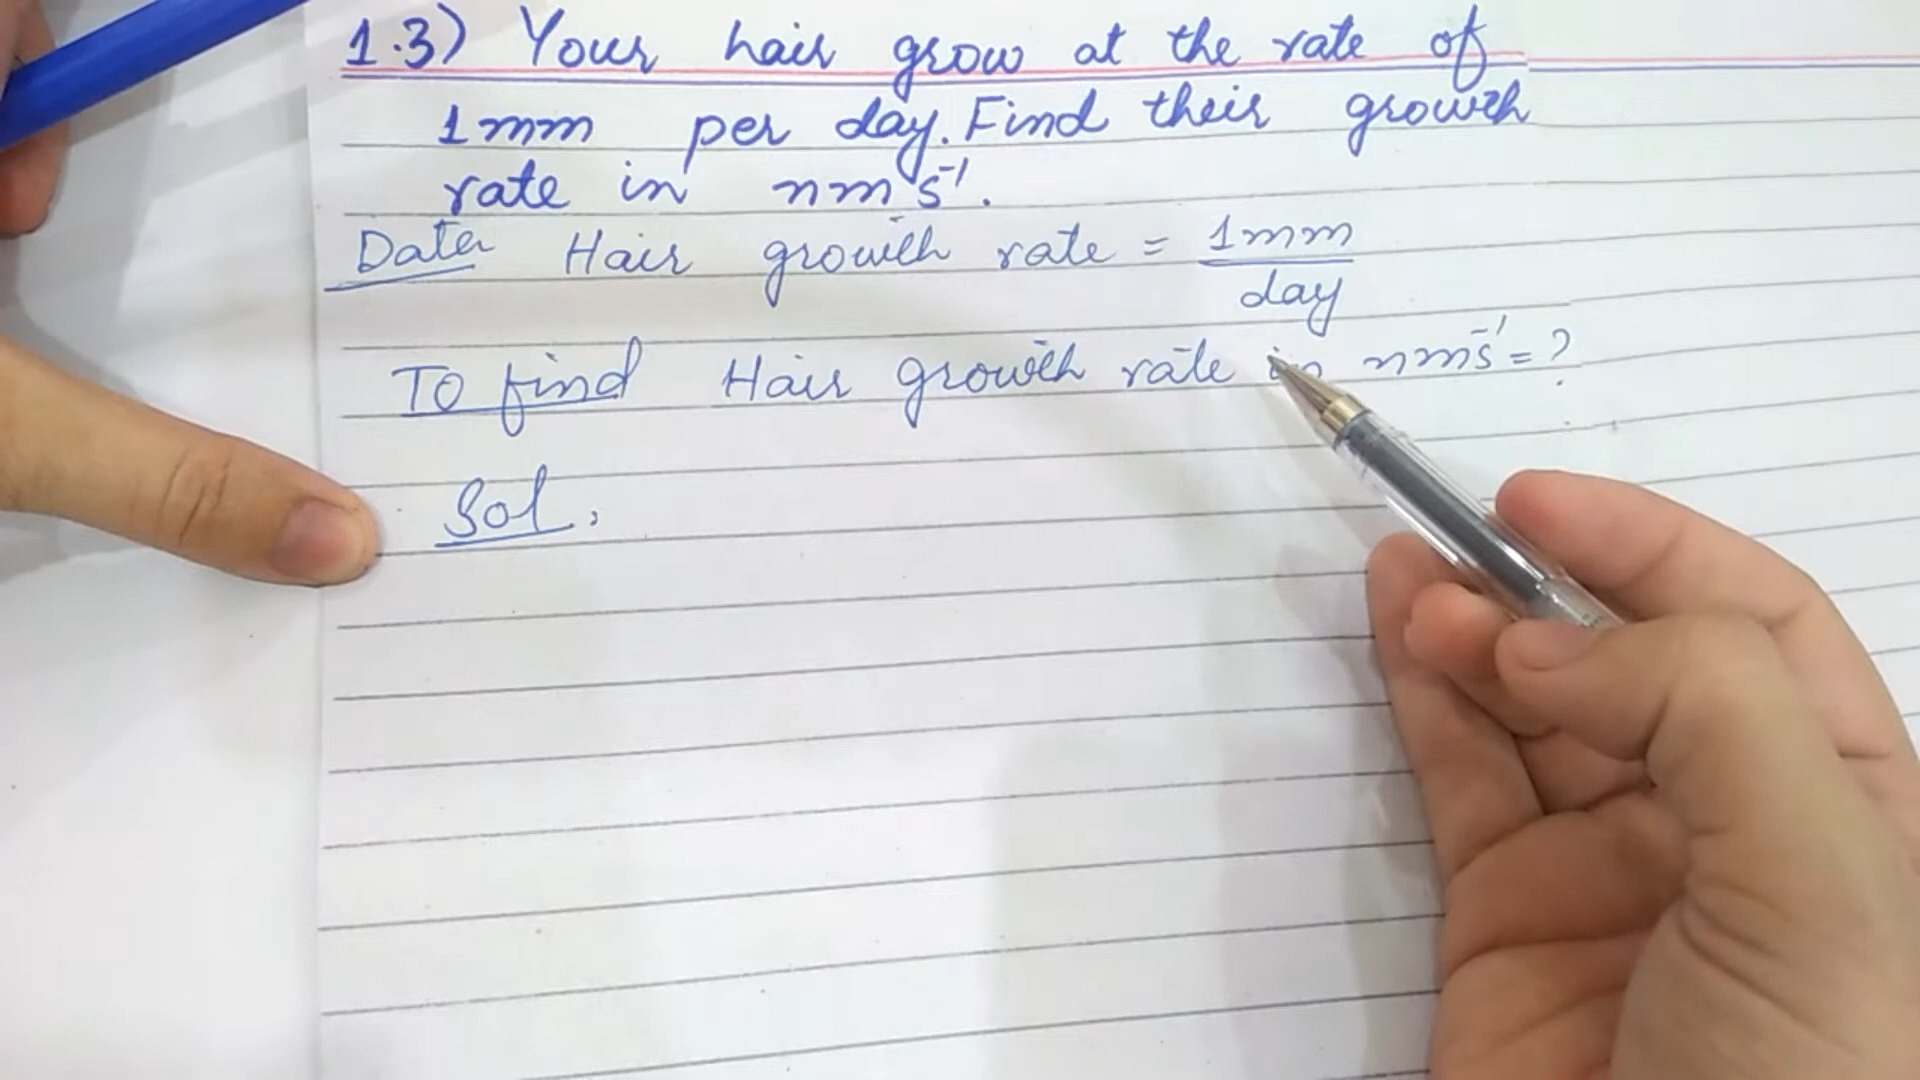 1.3) Your hair grow at the rate of
1mm per day. Find their growth
rate in nms⁻¹.
Data Hair growth rate = 1mm
day
To find Hair growth rate in nms⁻¹ = ?
Sol,